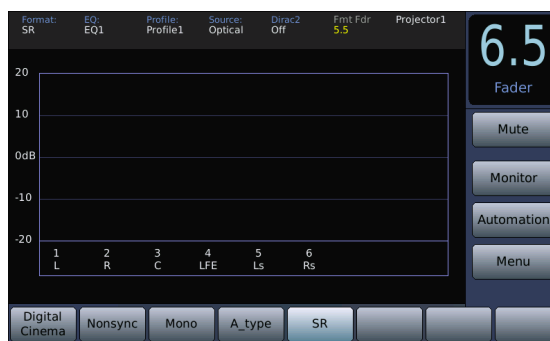 Format: EQ: Profile: Source: Dirac2 Fmt Fdr Projector1
SR EQ1 Profile1 Optical Off 5.5
6.5
Fader
20
10
0dB
-10
-20
1 2 3 4 5 6
L R C LFE Ls Rs
Mute
Monitor
Automation
Menu
Digital Cinema Nonsync Mono A_type SR